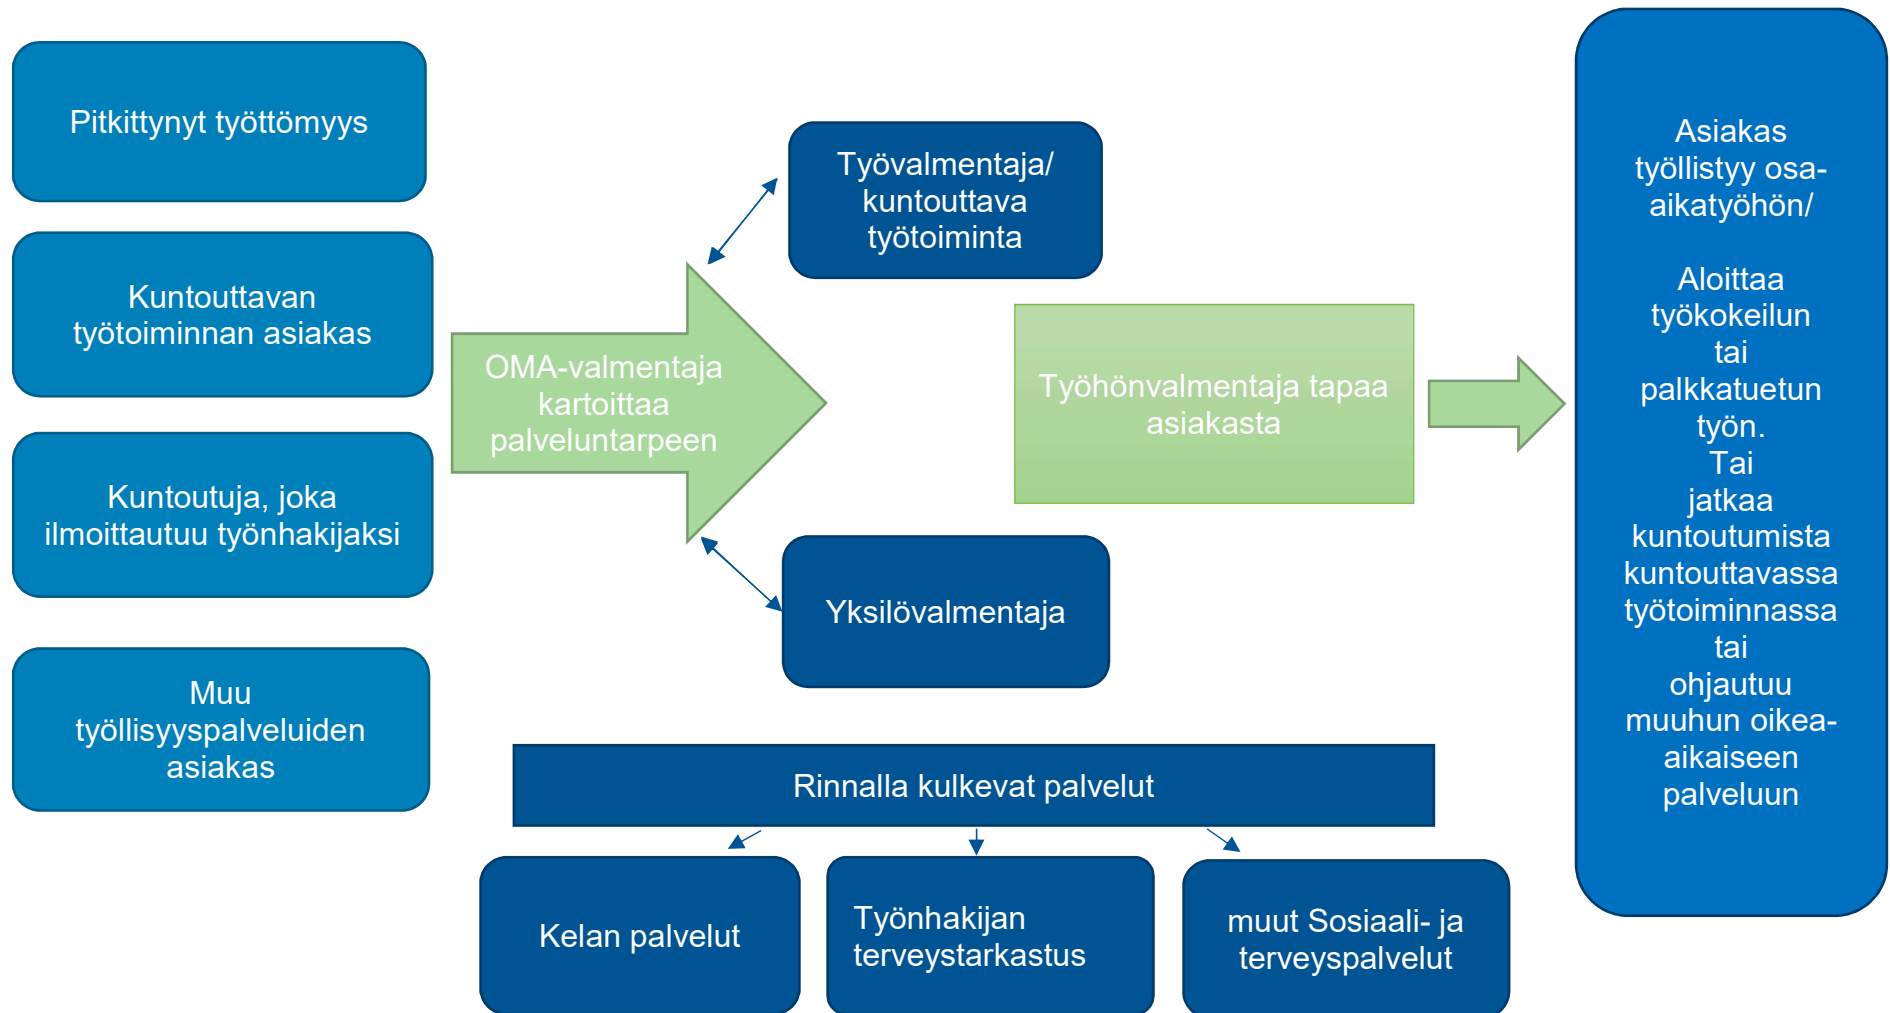 Pitkittynyt työttömyys
Kuntouttavan
työtoiminnan asiakas
Kuntoutuja, joka
ilmoittautuu työnhakijaksi
Muu
työllisyyspalveluiden
asiakas
OMA-valmentaja
kartoittaa
palveluntarpeen
Työvalmentaja/
kuntouttava
työtoiminta
Yksilövalmentaja
Työhönvalmentaja tapaa
asiakasta
Asiakas
työllistyy osa-
aikatyöhön/
Aloittaa
työkokeilun
tai
palkkatuetun
työn.
Tai
jatkaa
kuntoutumista
kuntouttavassa
työtoiminnassa
tai
ohjautuu
muuhun oikea-
aikaiseen
palveluun
Rinnalla kulkevat palvelut
Kelan palvelut
Työnhakijan
terveystarkastus
muut Sosiaali- ja
terveyspalvelut